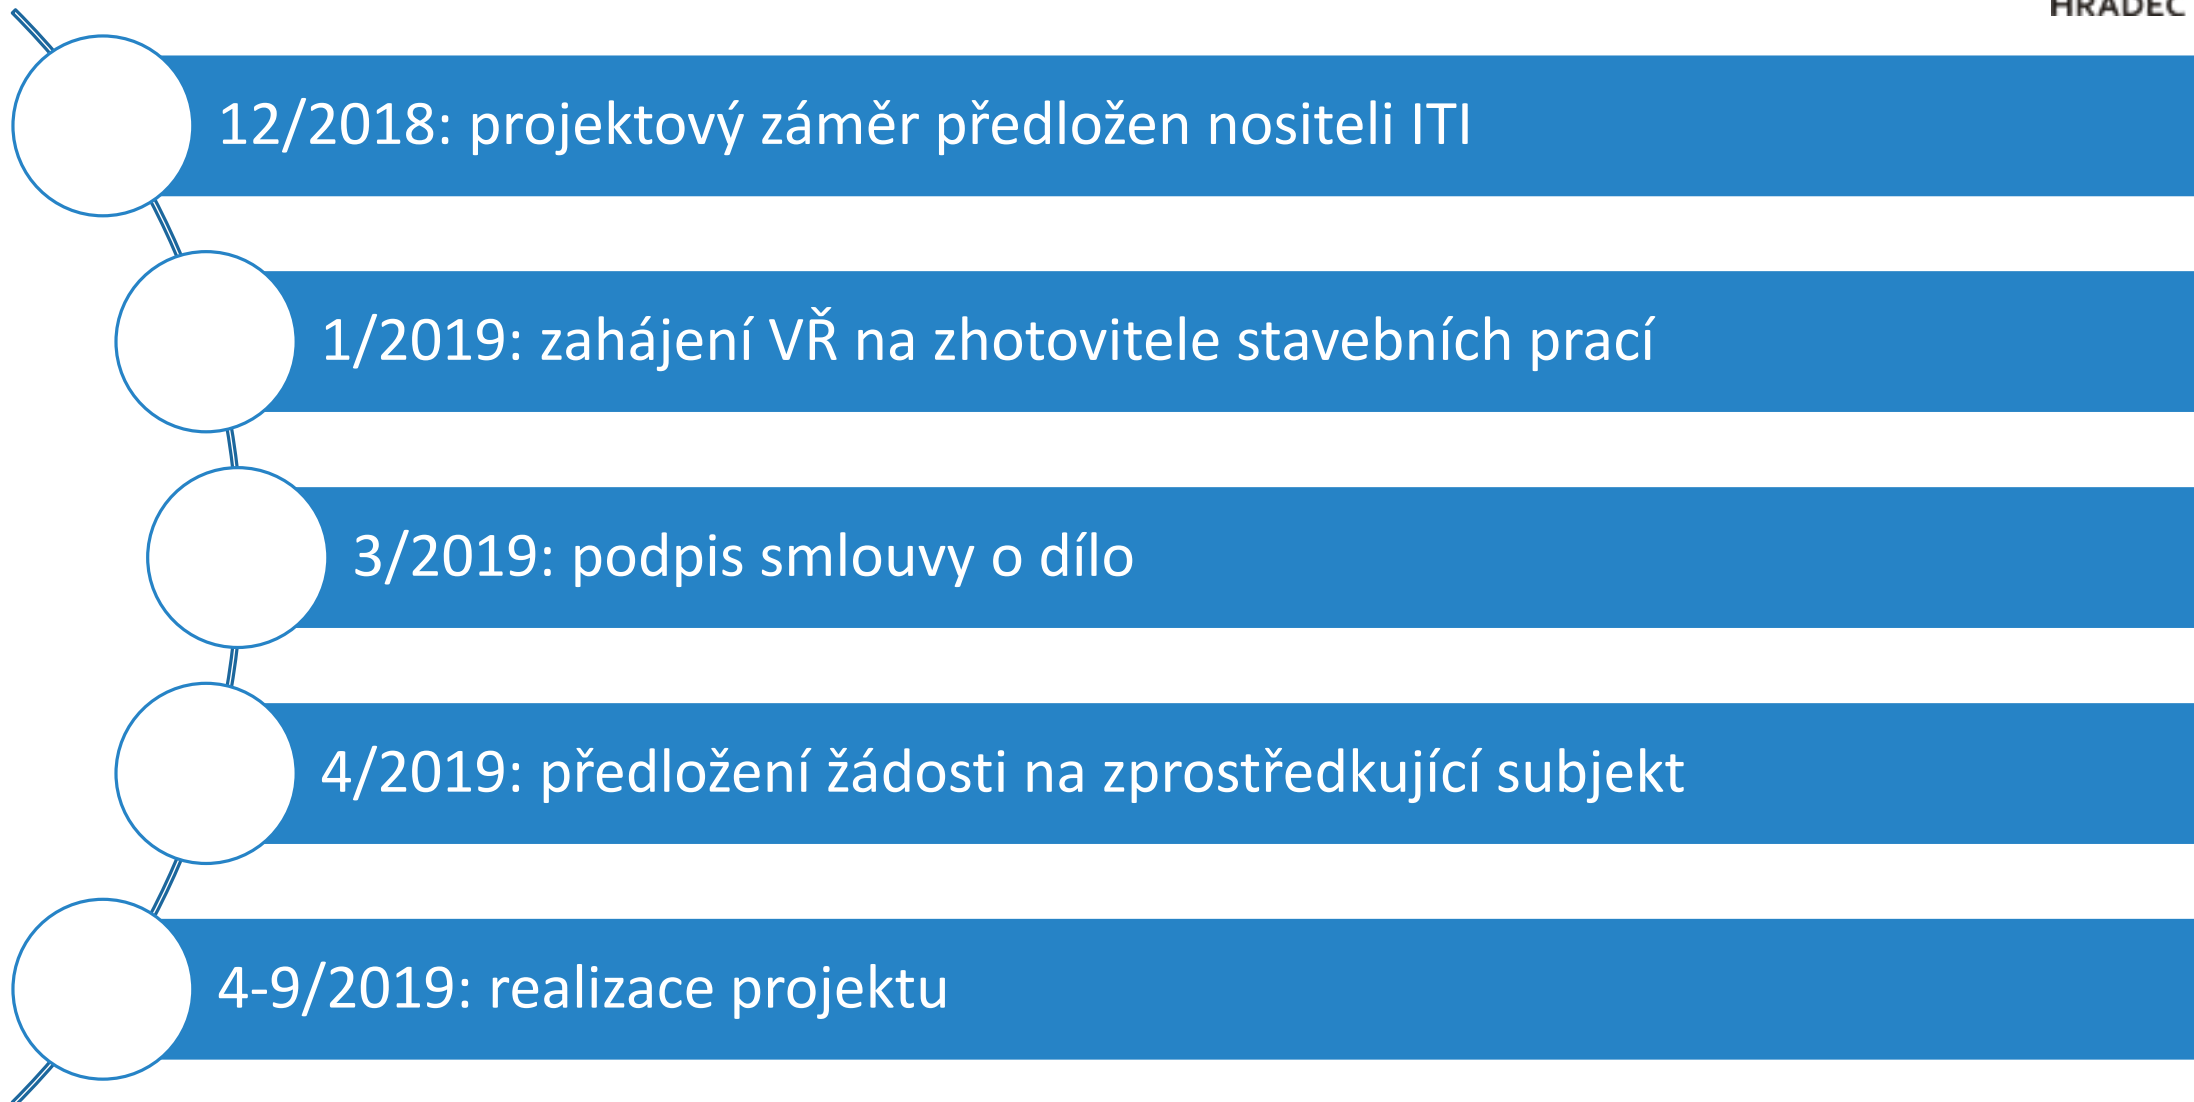 HRADEC
12/2018: projektový záměr předložen nositeli ITI
1/2019: zahájení VŘ na zhotovitele stavebních prací
3/2019: podpis smlouvy o dílo
4/2019: předložení žádosti na zprostředkující subjekt
4-9/2019: realizace projektu